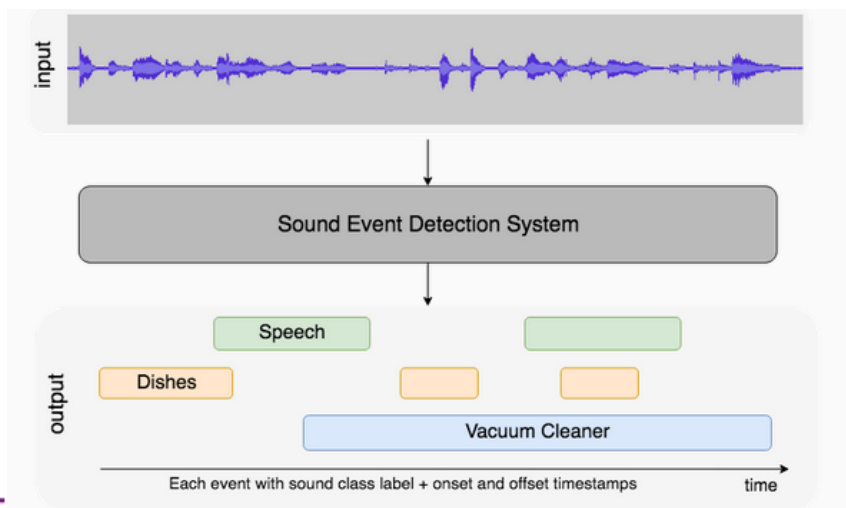 input
Sound Event Detection System
output
Speech
Dishes
Vacuum Cleaner
Each event with sound class label + onset and offset timestamps
time